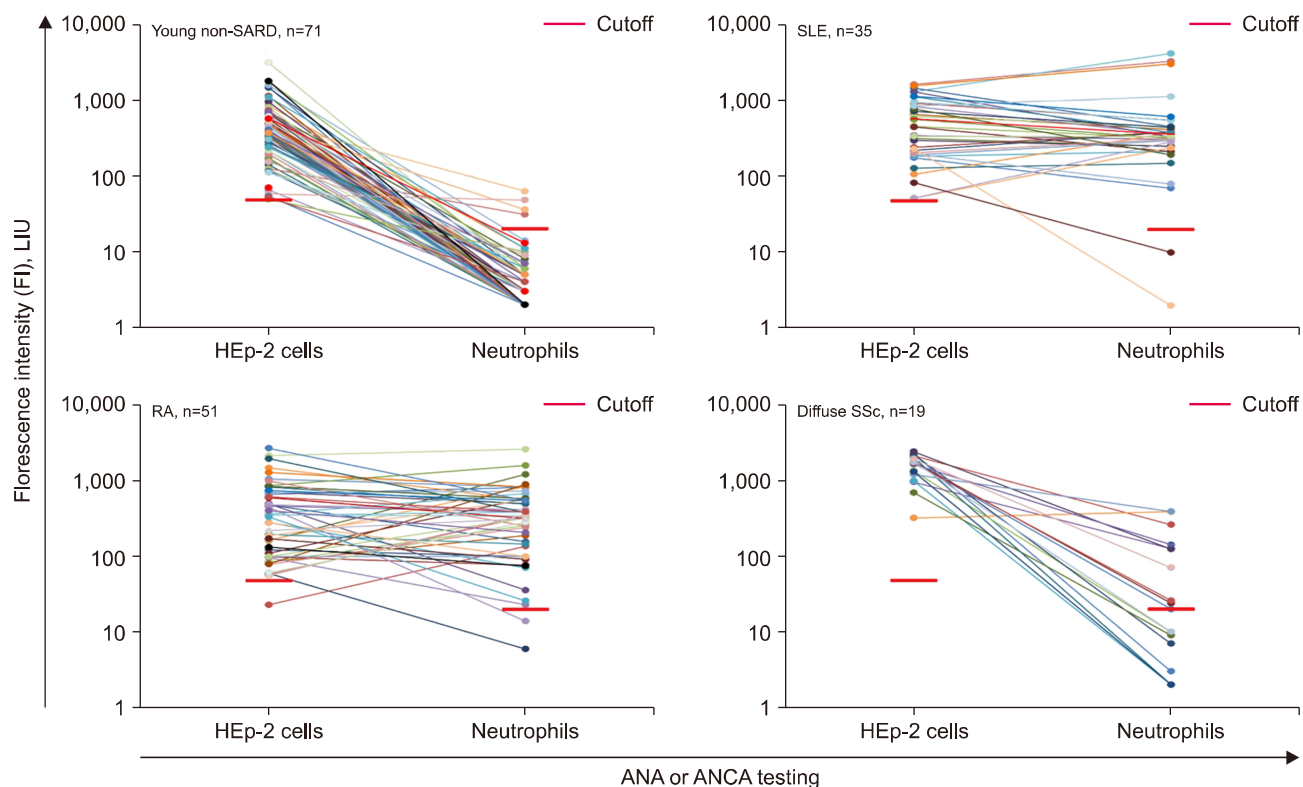 Florescence intensity (FI), LIU
Young non-SARD, n=71
Cutoff
10,000
1,000
100
10
1
HEp-2 cells
Neutrophils
SLE, n=35
Cutoff
10,000
1,000
100
10
1
HEp-2 cells
Neutrophils
RA, n=51
Cutoff
10,000
1,000
100
10
1
HEp-2 cells
Neutrophils
Diffuse SSc, n=19
Cutoff
10,000
1,000
100
10
1
HEp-2 cells
Neutrophils
ANA or ANCA testing